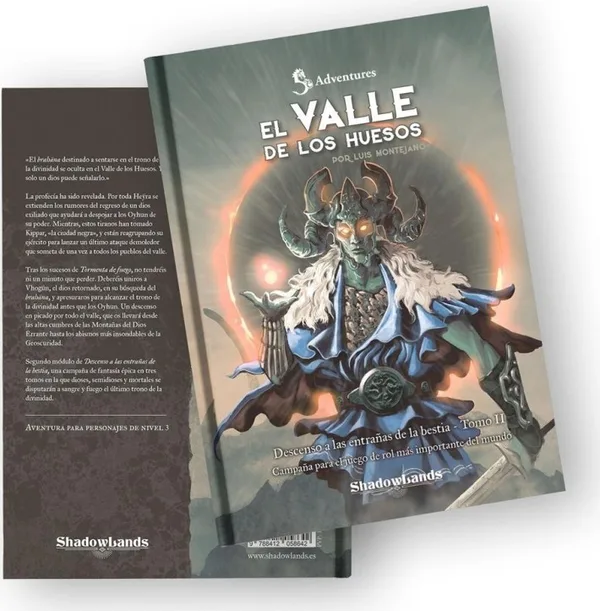 Adventures
EL VALLE
DE LOS HUESOS
POR LUIS MONTEJANO
Descenso a las entrañas de la bestia - Tomo II
Campaña para el juego de rol más importante del mundo
ShadowLands
«El bralsüna destinado a sentarse en el trono de
la divinidad se oculta en el Valle de los Huesos.
solo un dios puede señalarlo.»
La profecía ha sido revelada. Por toda Heÿra se
extienden los rumores del regreso de un dios
exiliado que ayudará a despojar a los Oyhun de
su poder. Mientras, estos tiranos han tomado
Kippar, «la ciudad negra», y están reagrupando su
ejército para lanzar un último ataque demoledor
que someta de una vez a todos los pueblos del valle.
Tras los sucesos de Tormenta de fuego, no tendréis
ni un minuto que perder. Deberéis uniros a
Vhogün, el dios retornado, en su búsqueda del
bralsüna, y apresuraros para alcanzar el trono de
la divinidad antes que los Oyhun. Un descenso
en picado por todo el valle, que os llevará desde
las altas cumbres de las Montañas del Dios
Errante hasta los abismos más insondables de la
Geoscuridad.
Segundo módulo de Descenso a las entrañas de
la bestia, una campaña de fantasía épica en tres
tomos en la que dioses, semidioses y mortales se
disputarán a sangre y fuego el último trono de la
divinidad.
AVENTURA PARA PERSONAJES DE NIVEL 3
ShadowLands
www.shadowlands.es